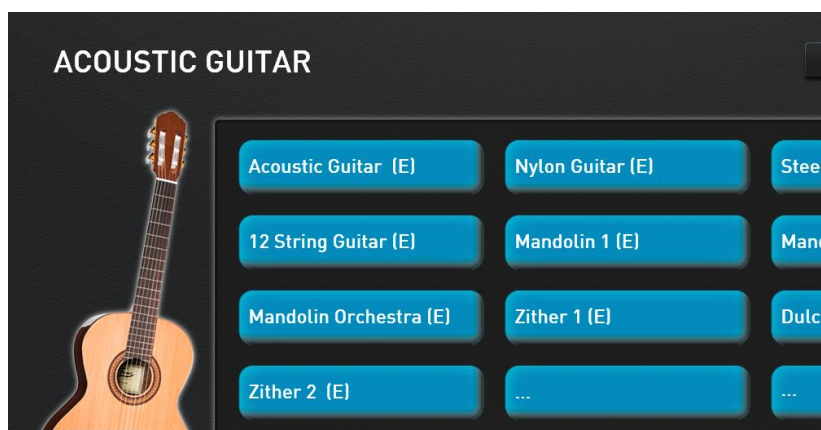 ACOUSTIC GUITAR
Acoustic Guitar (E)
Nylon Guitar (E)
12 String Guitar (E)
Mandolin 1 (E)
Mandolin Orchestra (E)
Zither 1 (E)
Zither 2 (E)
...
...